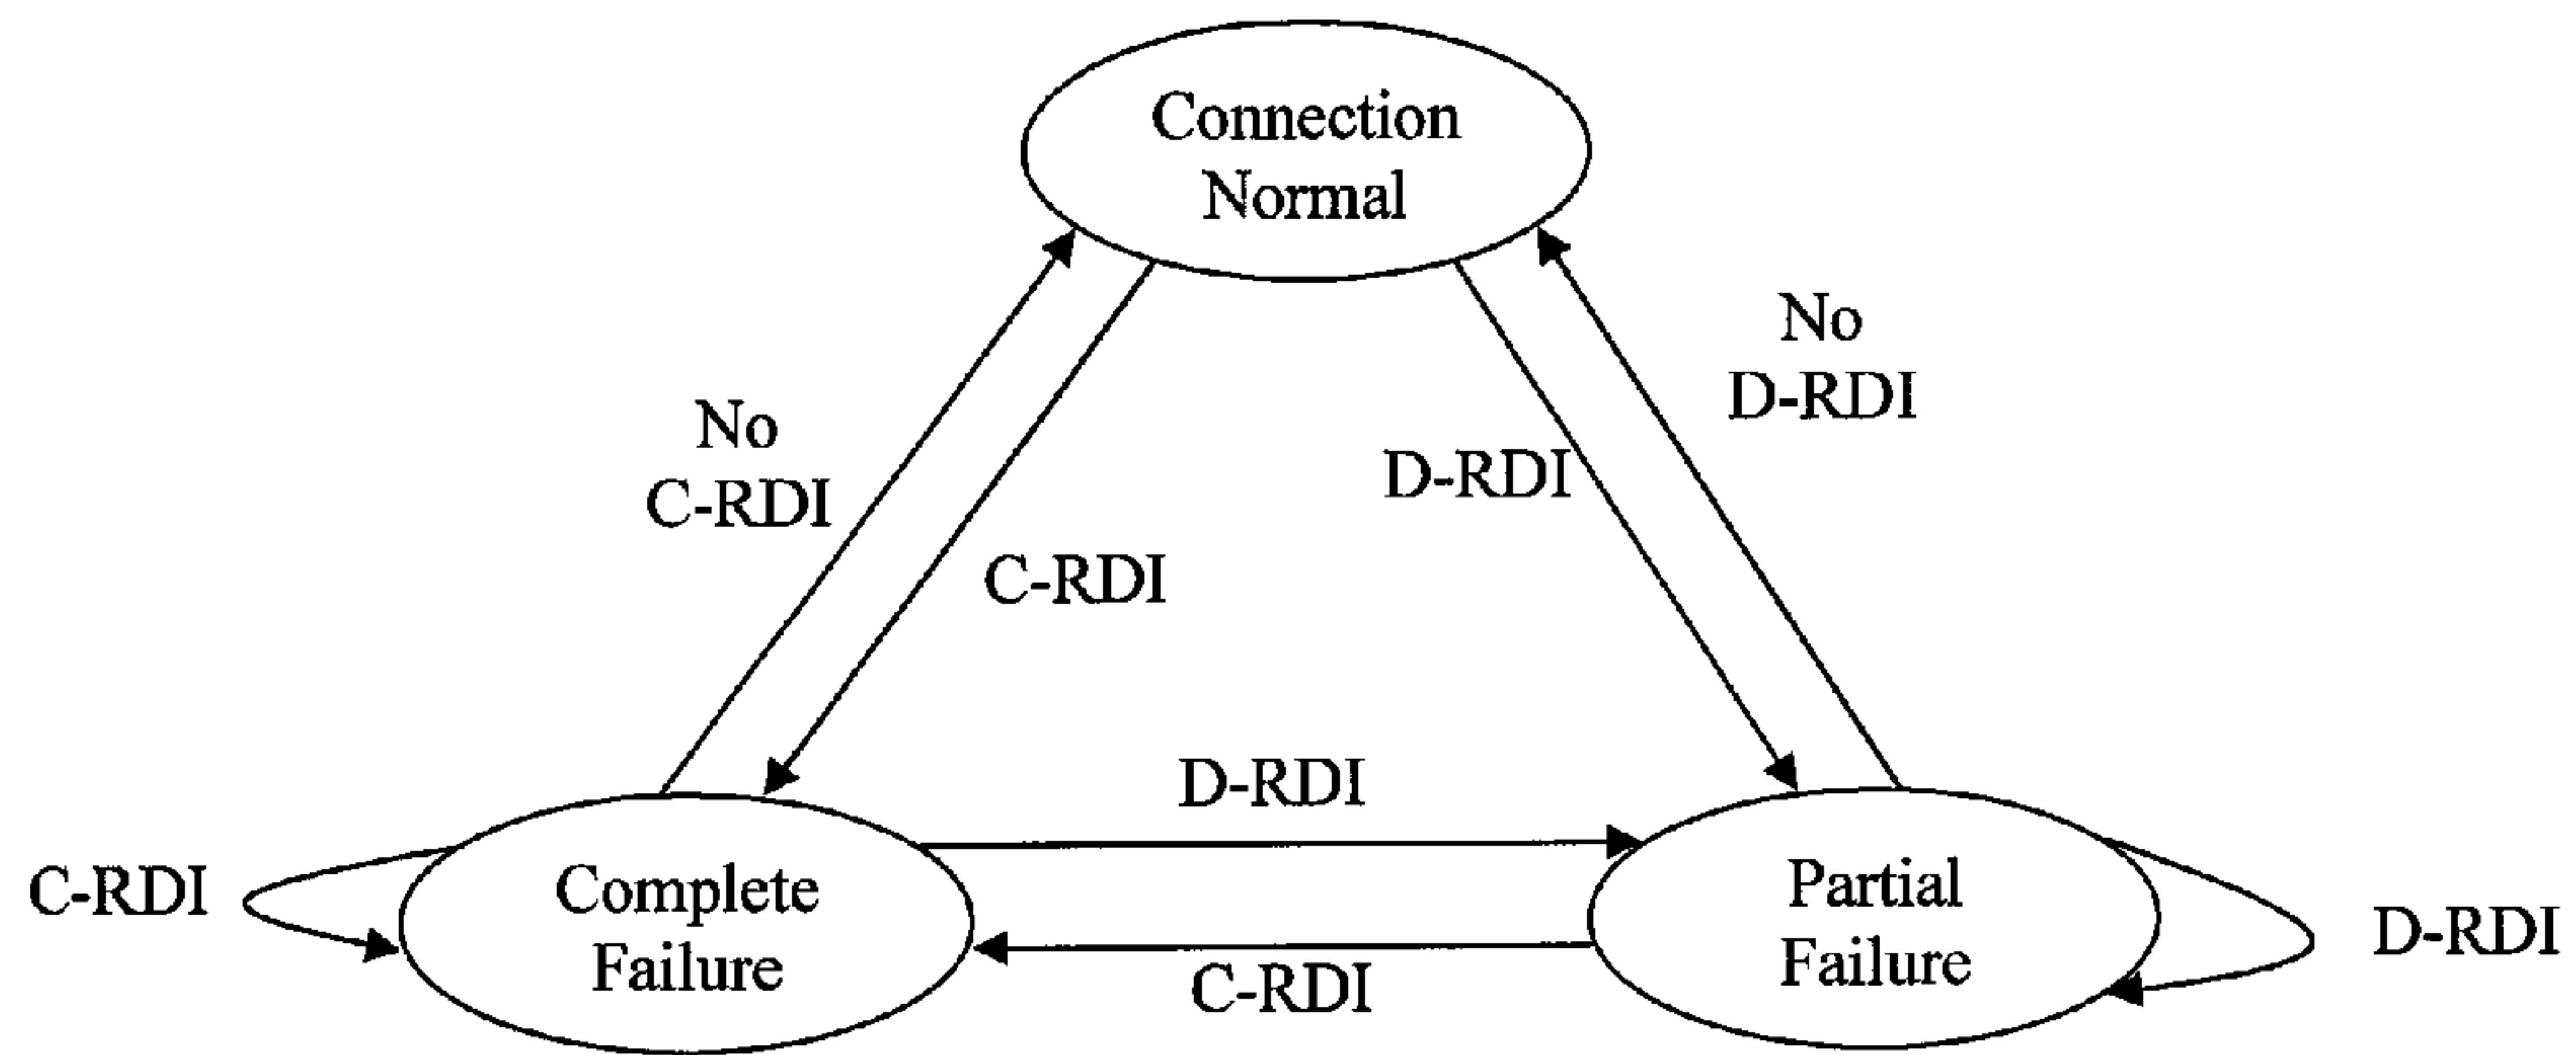 Connection
Normal
No
D-RDI
No
C-RDI
D-RDI
C-RDI
D-RDI
C-RDI
Complete
Failure
Partial
Failure
D-RDI
C-RDI